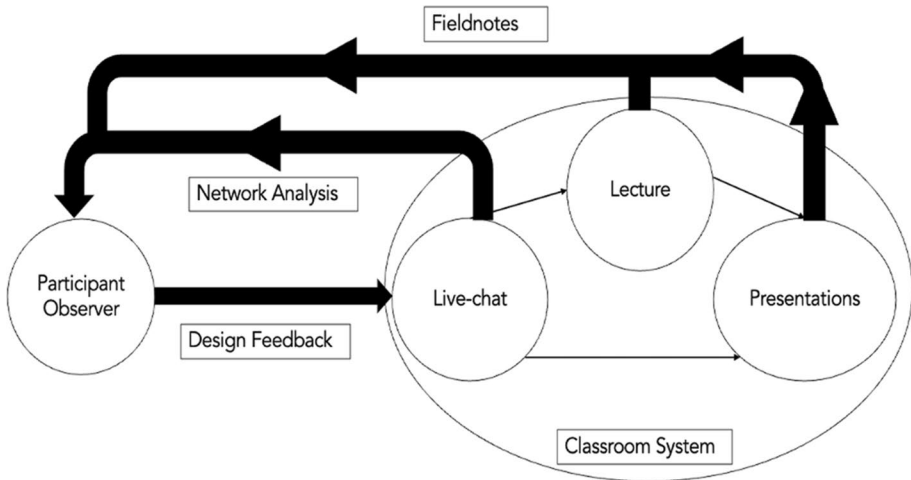 Fieldnotes
Network Analysis
Lecture
Participant
Observer
Live-chat
Presentations
Design Feedback
Classroom System